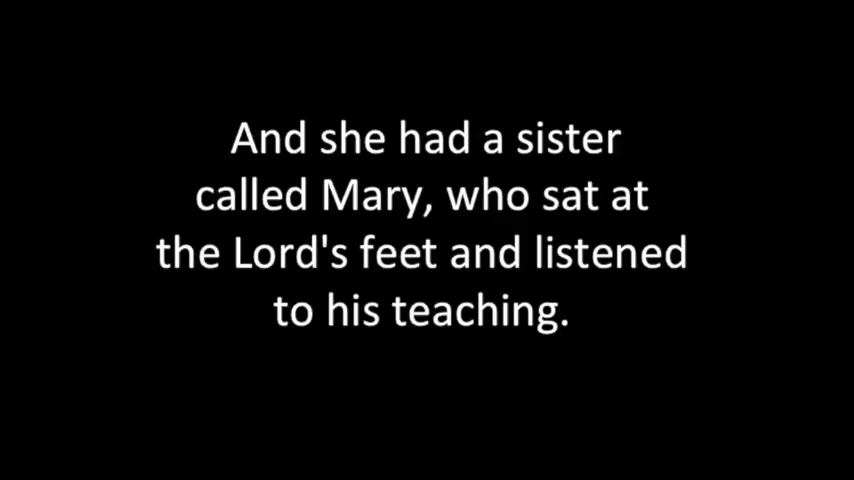 And she had a sister
called Mary, who sat at
the Lord's feet and listened
to his teaching.